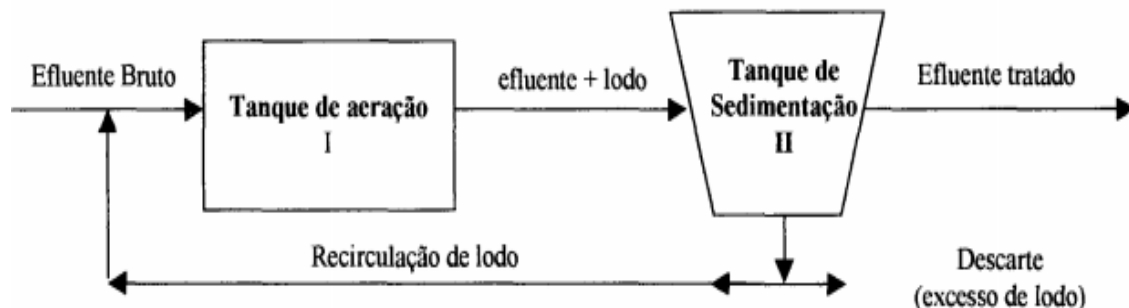 Efluente Bruto
Tanque de aeração
I
efluente + lodo
Tanque de
Sedimentação
II
Efluente tratado
Recirculação de lodo
Descarte
(excesso de lodo)